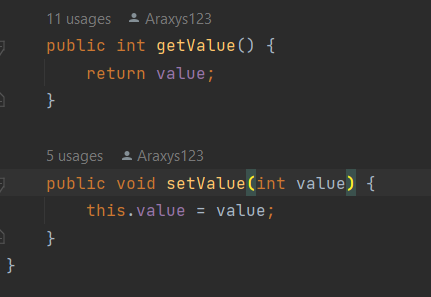 11 usages Araxys123
public int getValue() {
    return value;
}
5 usages Araxys123
public void setValue(int value) {
    this.value = value;
}
}